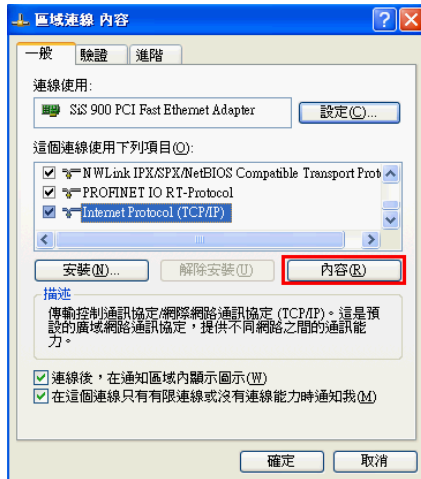 區域連線 內容
一般 驗證 進階
連線使用:
SiS 900 PCI Fast Ethernet Adapter
設定(C)...
這個連線使用下列項目(O):
NWLink IPX/SPX/NetBIOS Compatible Transport Prot
PROFINET IO RT-Protocol
Internet Protocol (TCP/IP)
安裝(N)... 解除安裝(U) 內容(R)
描述
傳輸控制通訊協定/網際網路通訊協定 (TCP/IP)。這是預
設的廣域網路通訊協定，提供不同網路之間的通訊能
力。
連線後，在通知區域內顯示圖示(W)
在這個連線只有有限連線或沒有連線能力時通知我(M)
確定 取消